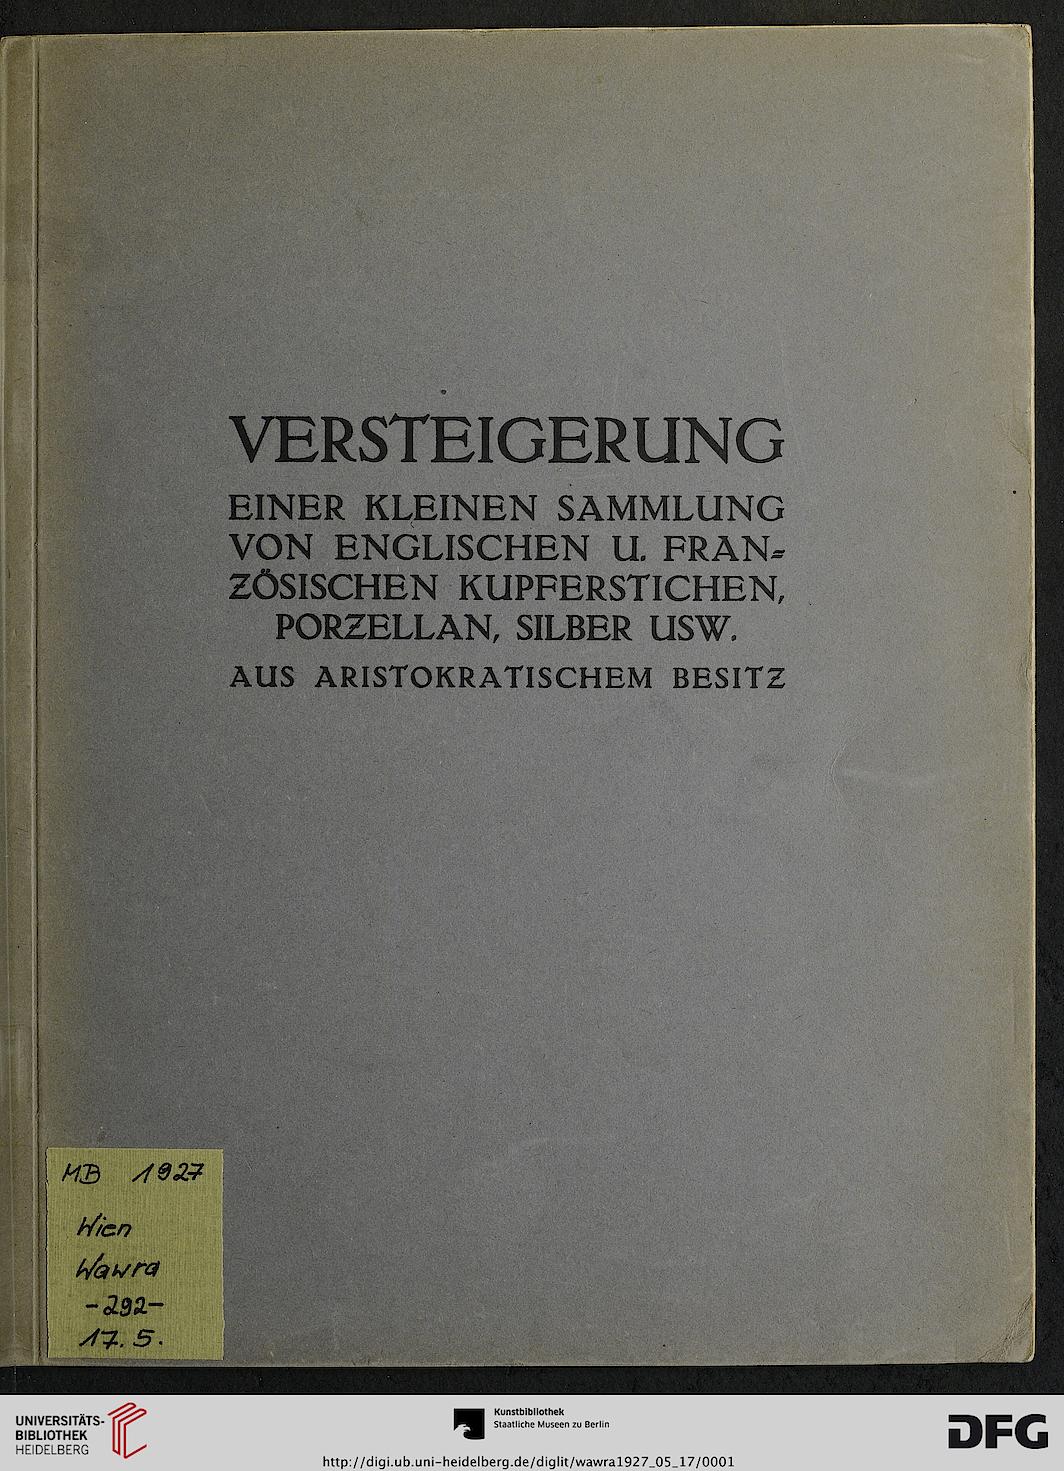 VERSTEIGERUNG
EINER KLEINEN SAMMLUNG
VON ENGLISCHEN U. FRAN=
ZÖSISCHEN KUPFERSTICHEN,
PORZELLAN, SILBER USW.
AUS ARISTOKRATISCHEM BESITZ
MB 1927
Wien
Wawra
-292-
17. 5.
UNIVERSITÄTS-
BIBLIOTHEK
HEIDELBERG
Kunstbibliothek
Staatliche Museen zu Berlin
DFG
http://digi.ub.uni-heidelberg.de/diglit/wawra1927_05_17/0001